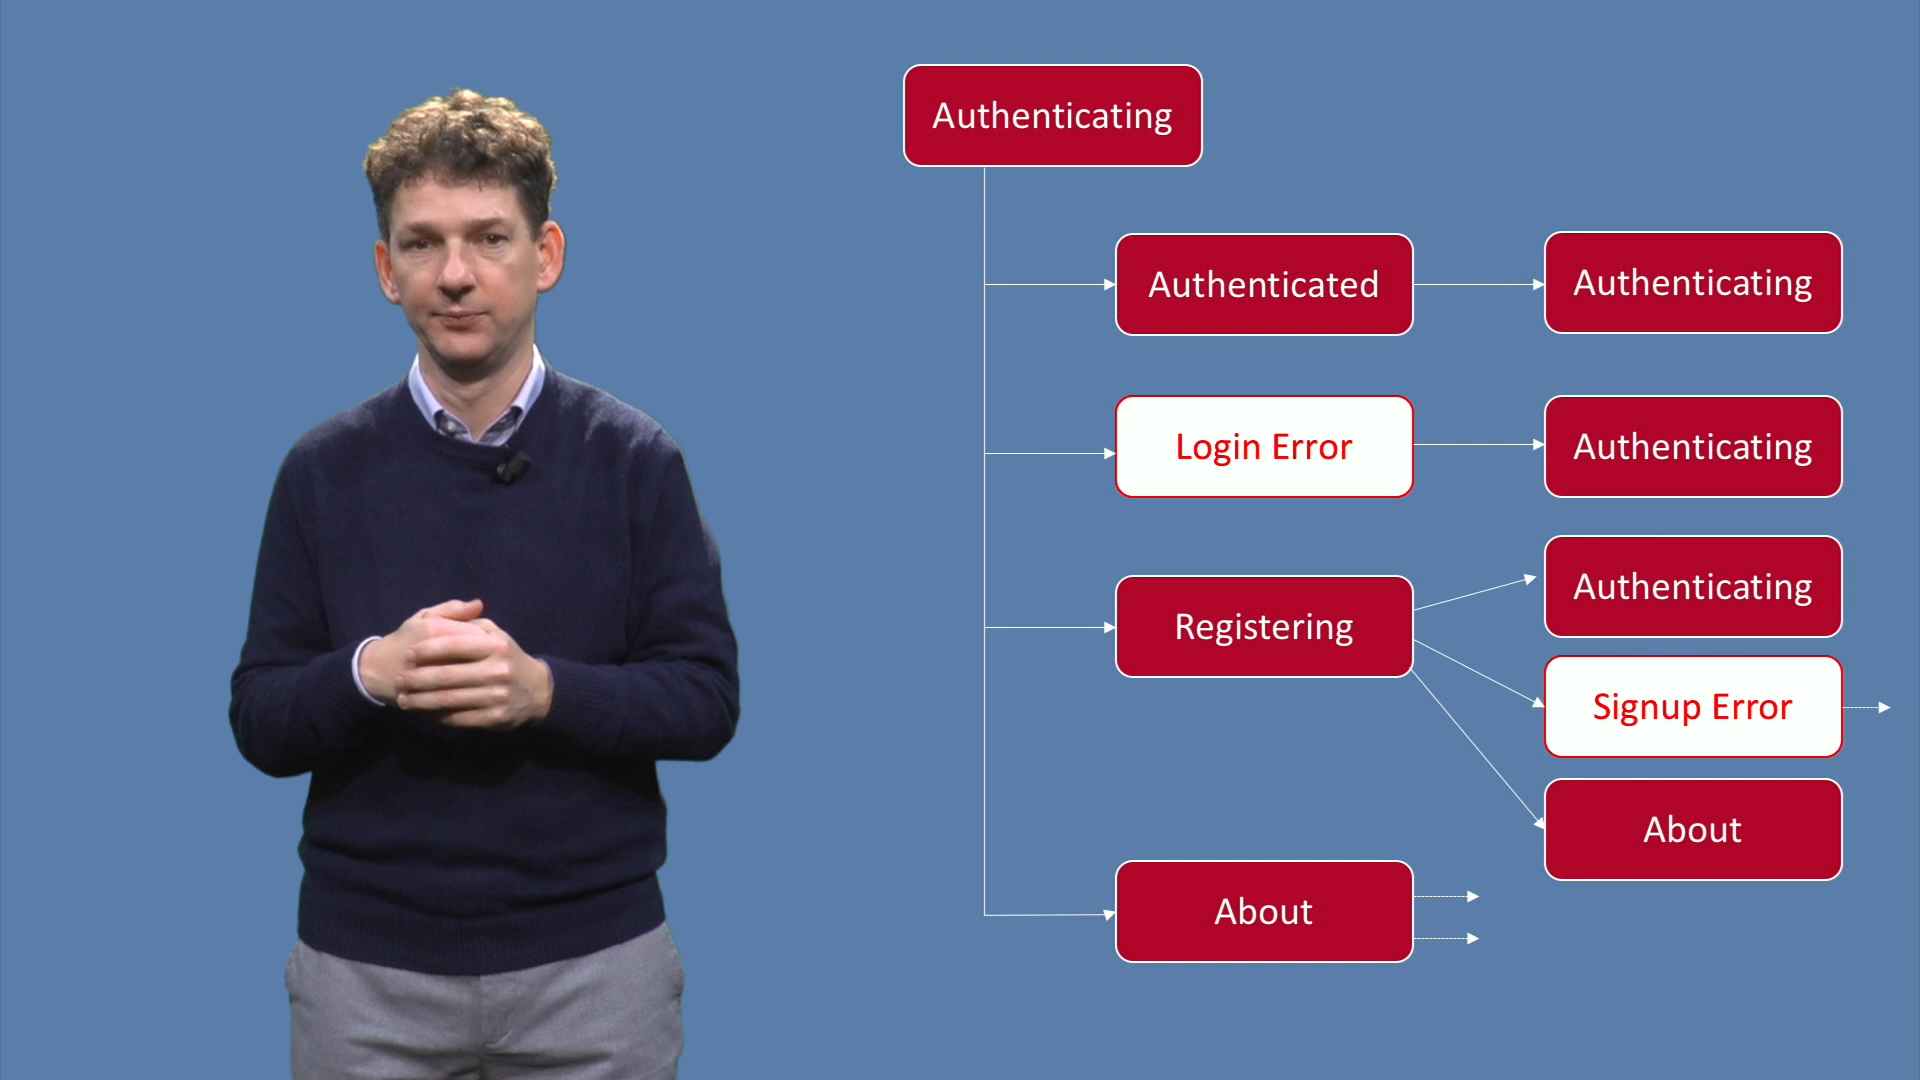 Authenticating
Authenticated
Authenticating
Login Error
Authenticating
Registering
Authenticating
Signup Error
About
About